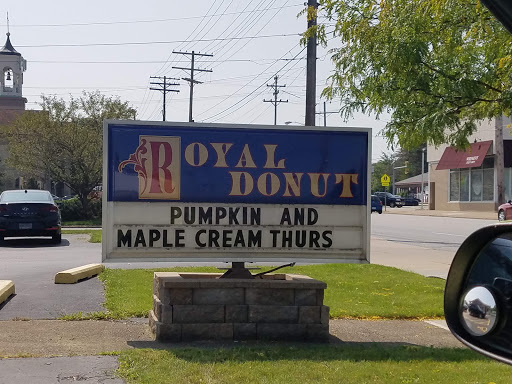 ROYAL
DONUT
PUMPKIN AND
MAPLE CREAM THURS